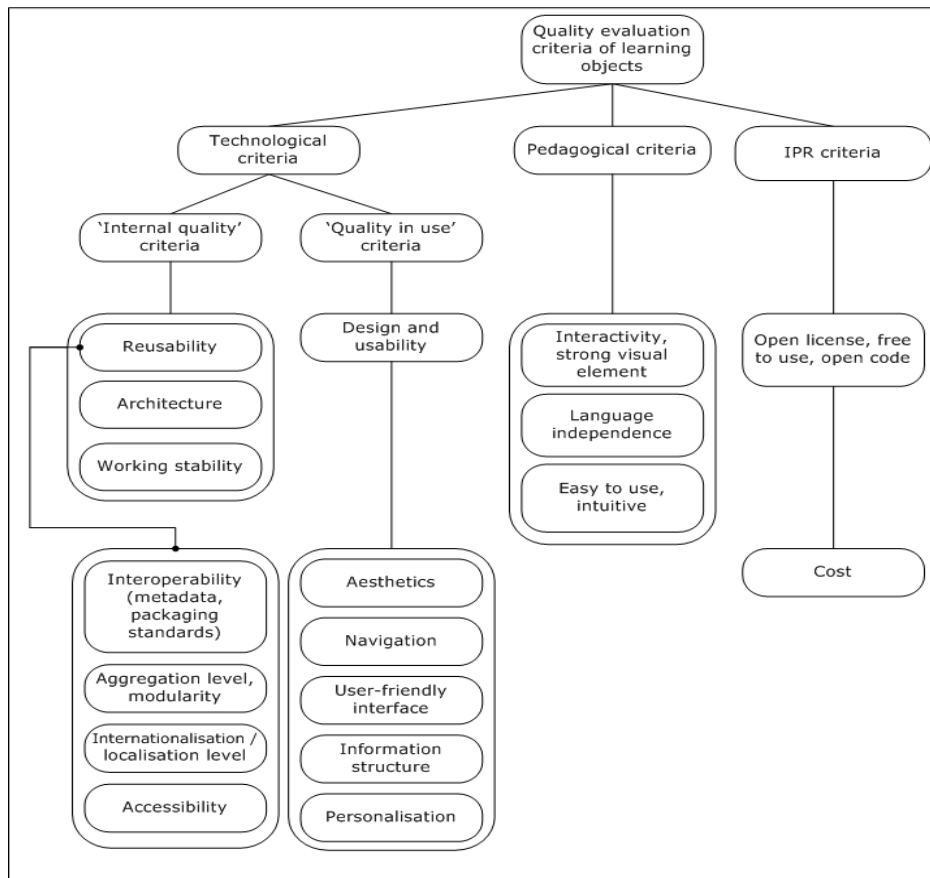 Quality evaluation
criteria of learning
objects
Technological
criteria
Pedagogical criteria
IPR criteria
‘Internal quality’
criteria
‘Quality in use’
criteria
Reusability
Architecture
Working stability
Design and
usability
Interactivity,
strong visual
element
Language
independence
Easy to use,
intuitive
Open license, free
to use, open code
Interoperability
(metadata,
packaging
standards)
Aggregation level,
modularity
Internationalisation /
localisation level
Accessibility
Aesthetics
Navigation
User-friendly
interface
Information
structure
Personalisation
Cost